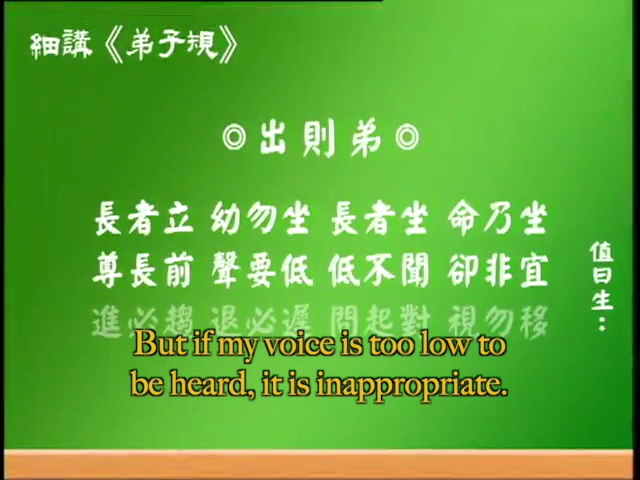 細講《弟子規》
◎出則弟◎
長者立 幼勿坐 長者坐 命乃坐
尊長前 聲要低 低不聞 卻非宜
進必趨 退必遲 問起對 視勿移
值日生：
But if my voice is too low to
be heard, it is inappropriate.